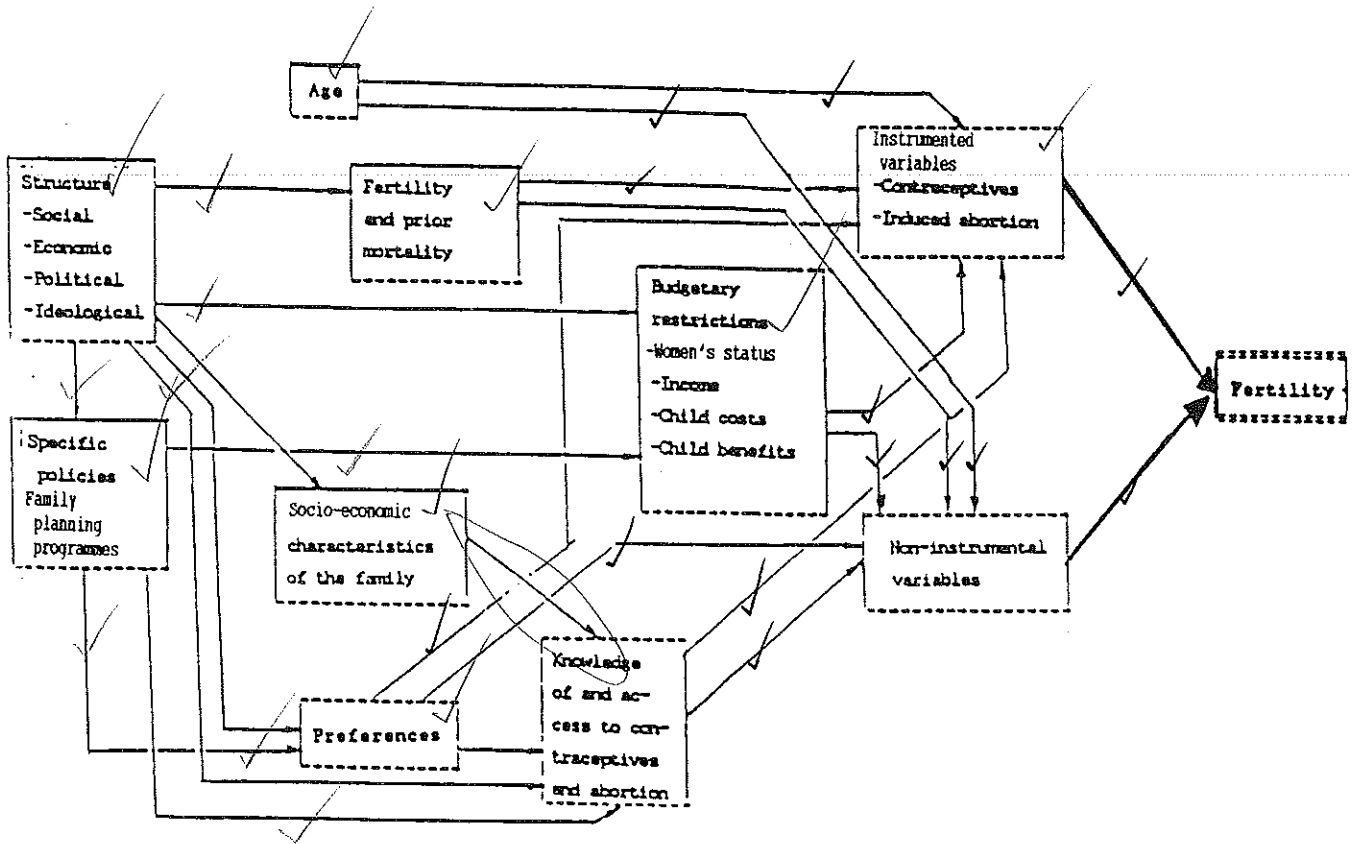 Age
Instrumented
variables
-Contraceptives
-Induced abortion
Structure
-Social
-Economic
-Political
-Ideological
Fertility
and prior
mortality
Budgetary
restrictions
-Women's status
-Income
-Child costs
-Child benefits
Fertility
Specific
policies
Family
planning
programmes
Socio-economic
characteristics
of the family
Non-instrumental
variables
Preferences
Knowledge
of and ac-
cess to con-
traceptives
and abortion